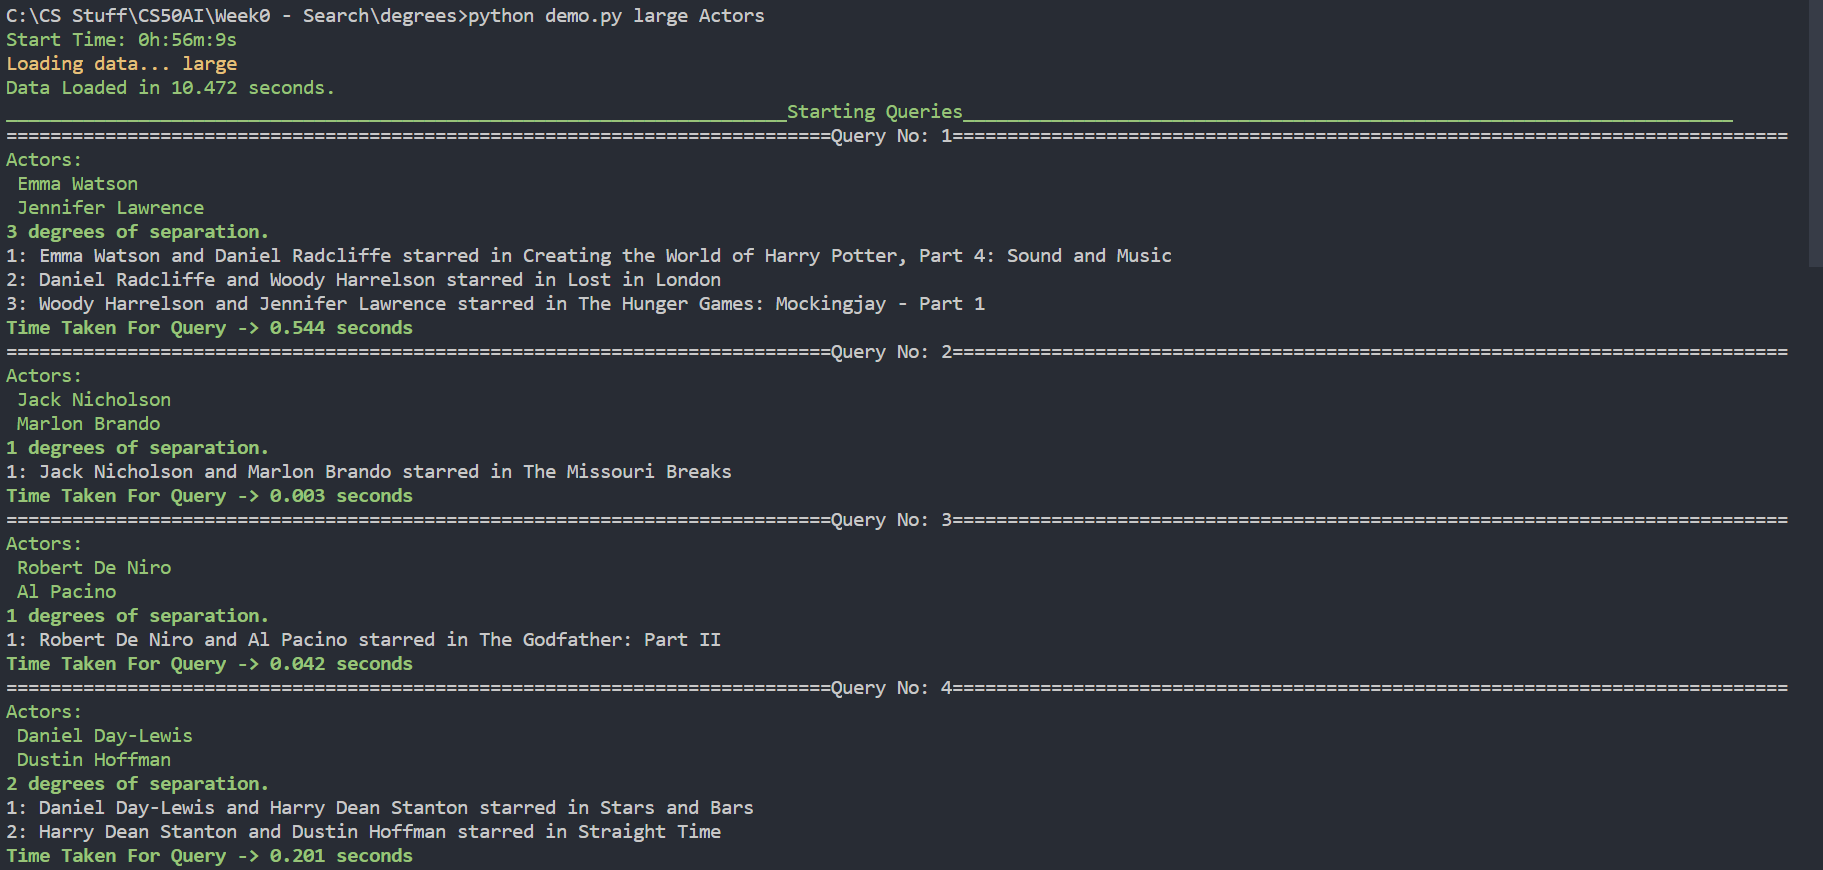 C:\CS Stuff\CS50AI\Week0 - Search\degrees>python demo.py large Actors
Start Time: 0h:56m:9s
Loading data... large
Data Loaded in 10.472 seconds.
_______________________________________________________________________Starting Queries______________________________________________________________________
===========================================================================Query No: 1============================================================================
Actors:
 Emma Watson
 Jennifer Lawrence
3 degrees of separation.
1: Emma Watson and Daniel Radcliffe starred in Creating the World of Harry Potter, Part 4: Sound and Music
2: Daniel Radcliffe and Woody Harrelson starred in Lost in London
3: Woody Harrelson and Jennifer Lawrence starred in The Hunger Games: Mockingjay - Part 1
Time Taken For Query -> 0.544 seconds
===========================================================================Query No: 2============================================================================
Actors:
 Jack Nicholson
 Marlon Brando
1 degrees of separation.
1: Jack Nicholson and Marlon Brando starred in The Missouri Breaks
Time Taken For Query -> 0.003 seconds
===========================================================================Query No: 3============================================================================
Actors:
 Robert De Niro
 Al Pacino
1 degrees of separation.
1: Robert De Niro and Al Pacino starred in The Godfather: Part II
Time Taken For Query -> 0.042 seconds
===========================================================================Query No: 4============================================================================
Actors:
 Daniel Day-Lewis
 Dustin Hoffman
2 degrees of separation.
1: Daniel Day-Lewis and Harry Dean Stanton starred in Stars and Bars
2: Harry Dean Stanton and Dustin Hoffman starred in Straight Time
Time Taken For Query -> 0.201 seconds